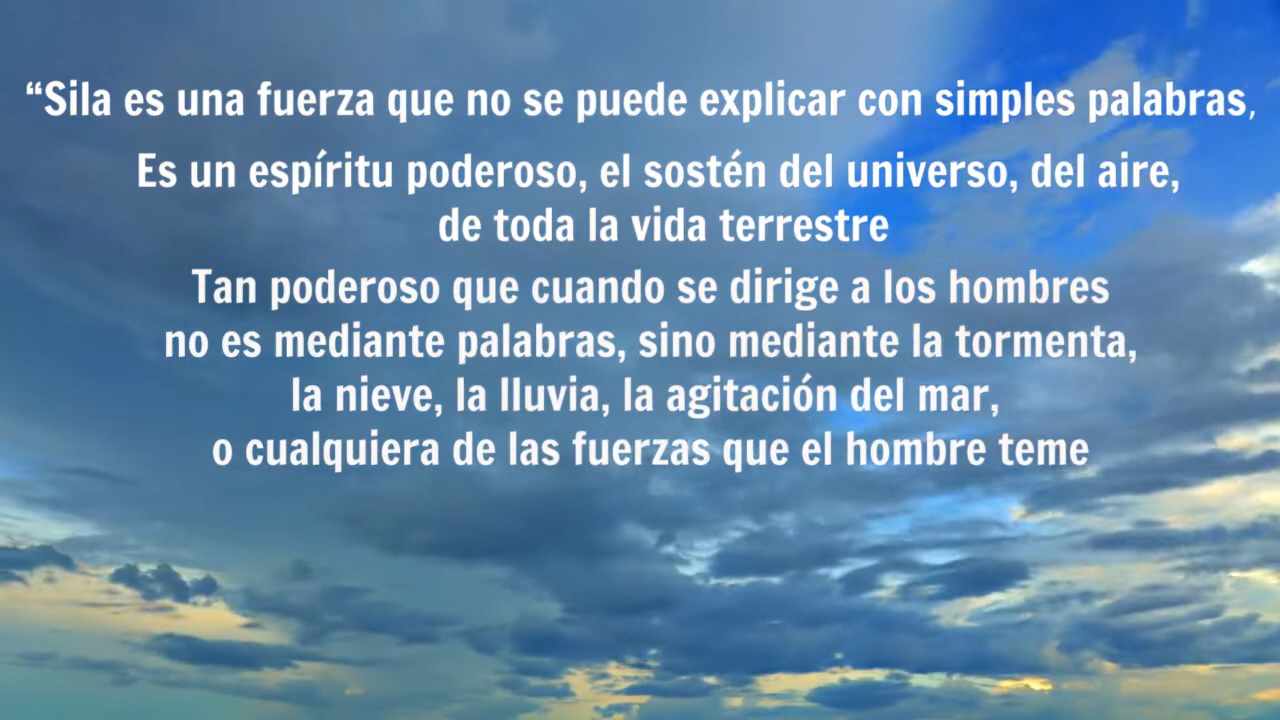 “Sila es una fuerza que no se puede explicar con simples palabras,
Es un espíritu poderoso, el sostén del universo, del aire,
de toda la vida terrestre
Tan poderoso que cuando se dirige a los hombres
no es mediante palabras, sino mediante la tormenta,
la nieve, la lluvia, la agitación del mar,
o cualquiera de las fuerzas que el hombre teme